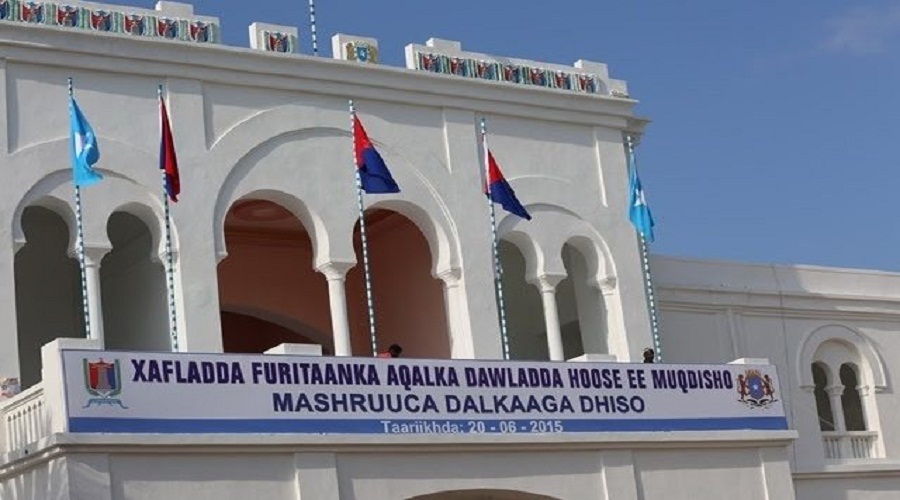 XAFLADDA FURITAANKA AQALKA DAWLADDA HOOSE EE MUQDISHO
MASHRUUCA DALKAAGA DHISO
Taariikhda: 20 - 06 - 2015